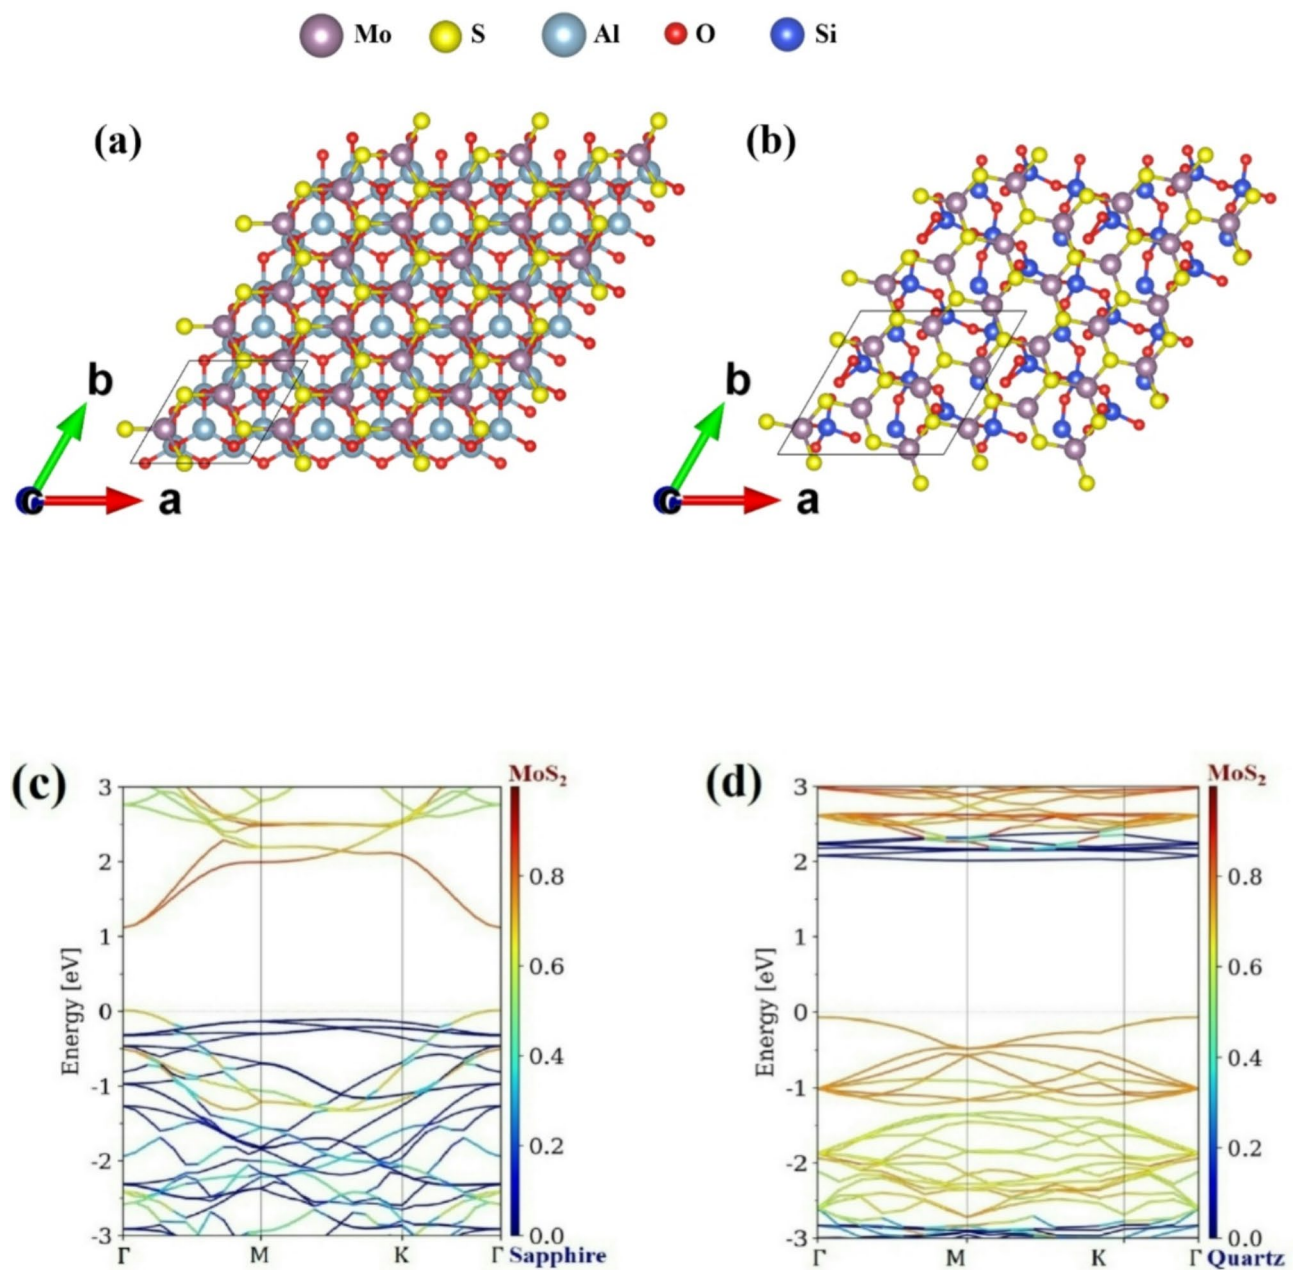 Mo S Al O Si
(a) (b)
b b
c a c a
(c) MoS₂ (d) MoS₂
3 3
2 0.8 2 0.8
1 0.6 1 0.6
Energy [eV] 0 Energy [eV] 0
-1 0.4 -1 0.4
-2 0.2 -2 0.2
-3 0.0 -3 0.0
Γ M K Γ Sapphire Γ M K Γ Quartz